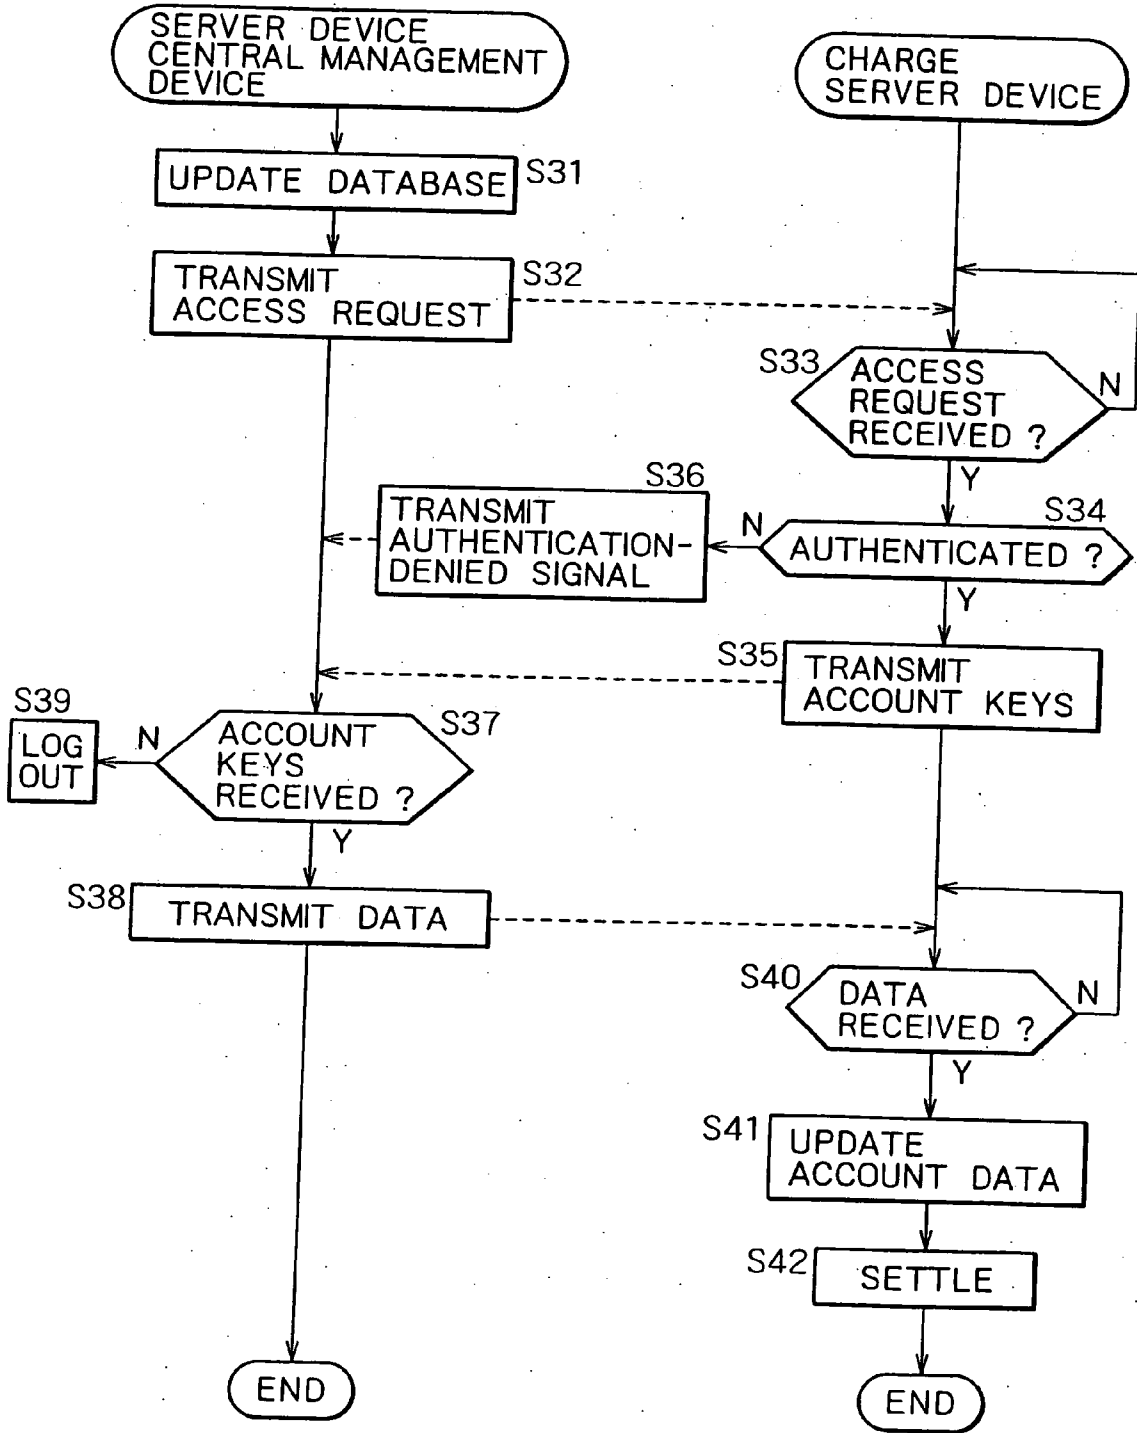 SERVER DEVICE
CENTRAL MANAGEMENT
DEVICE
CHARGE
SERVER DEVICE
UPDATE DATABASE
S31
TRANSMIT
ACCESS REQUEST
S32
S33
ACCESS
REQUEST
RECEIVED ?
N
Y
S36
TRANSMIT
AUTHENTICATION-
DENIED SIGNAL
N
S34
AUTHENTICATED ?
Y
S35
TRANSMIT
ACCOUNT KEYS
S39
LOG
OUT
N
ACCOUNT
KEYS
RECEIVED ?
S37
Y
S38
TRANSMIT DATA
S40
DATA
RECEIVED ?
N
Y
S41
UPDATE
ACCOUNT DATA
S42
SETTLE
END
END